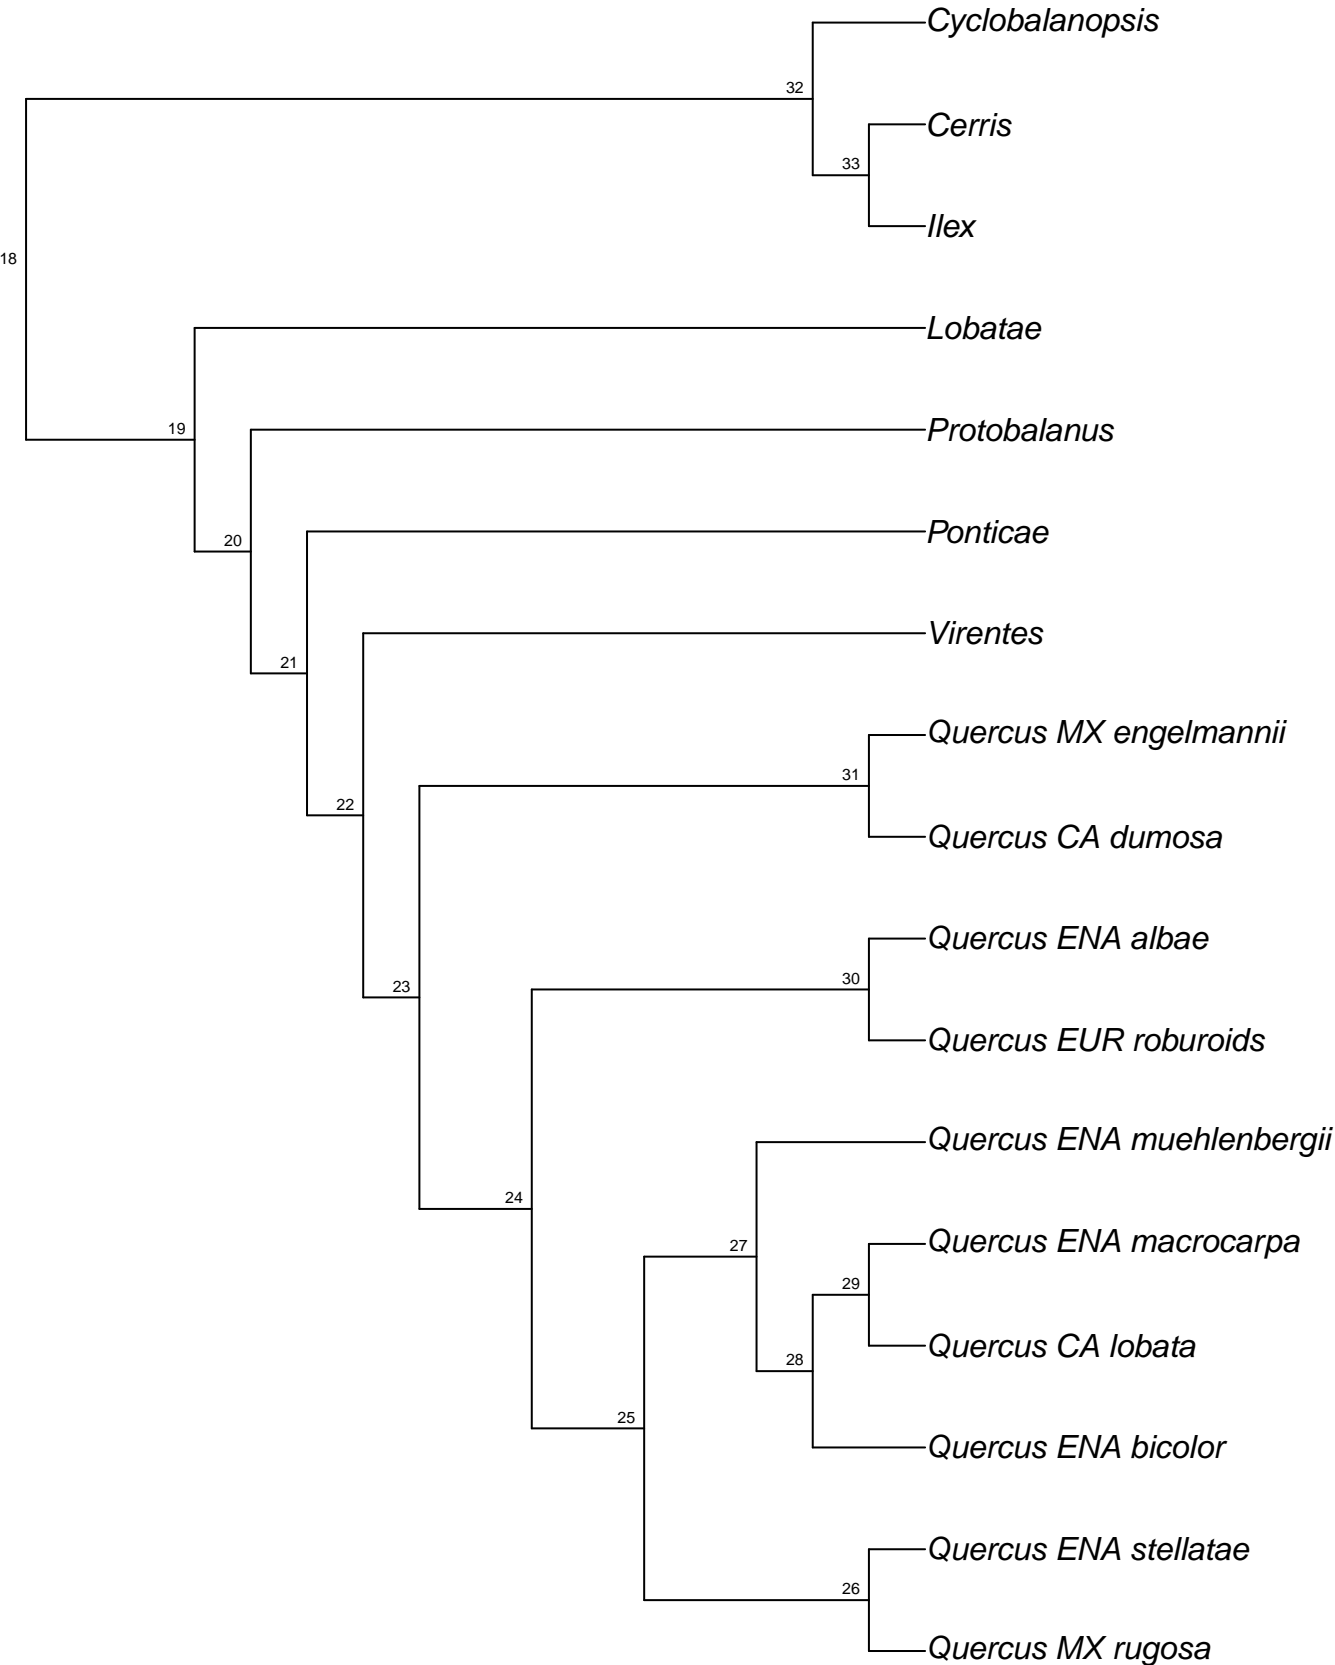 Cyclobalanopsis
32
Cerris
33
Ilex
18
Lobatae
19
Protobalanus
20
Ponticae
Virentes
21
Quercus MX engelmannii
31
22
Quercus CA dumosa
Quercus ENA albae
30
23
Quercus EUR roburoids
Quercus ENA muehlenbergii
24
27
Quercus ENA macrocarpa
29
Quercus CA lobata
28
25
Quercus ENA bicolor
Quercus ENA stellatae
26
Quercus MX rugosa